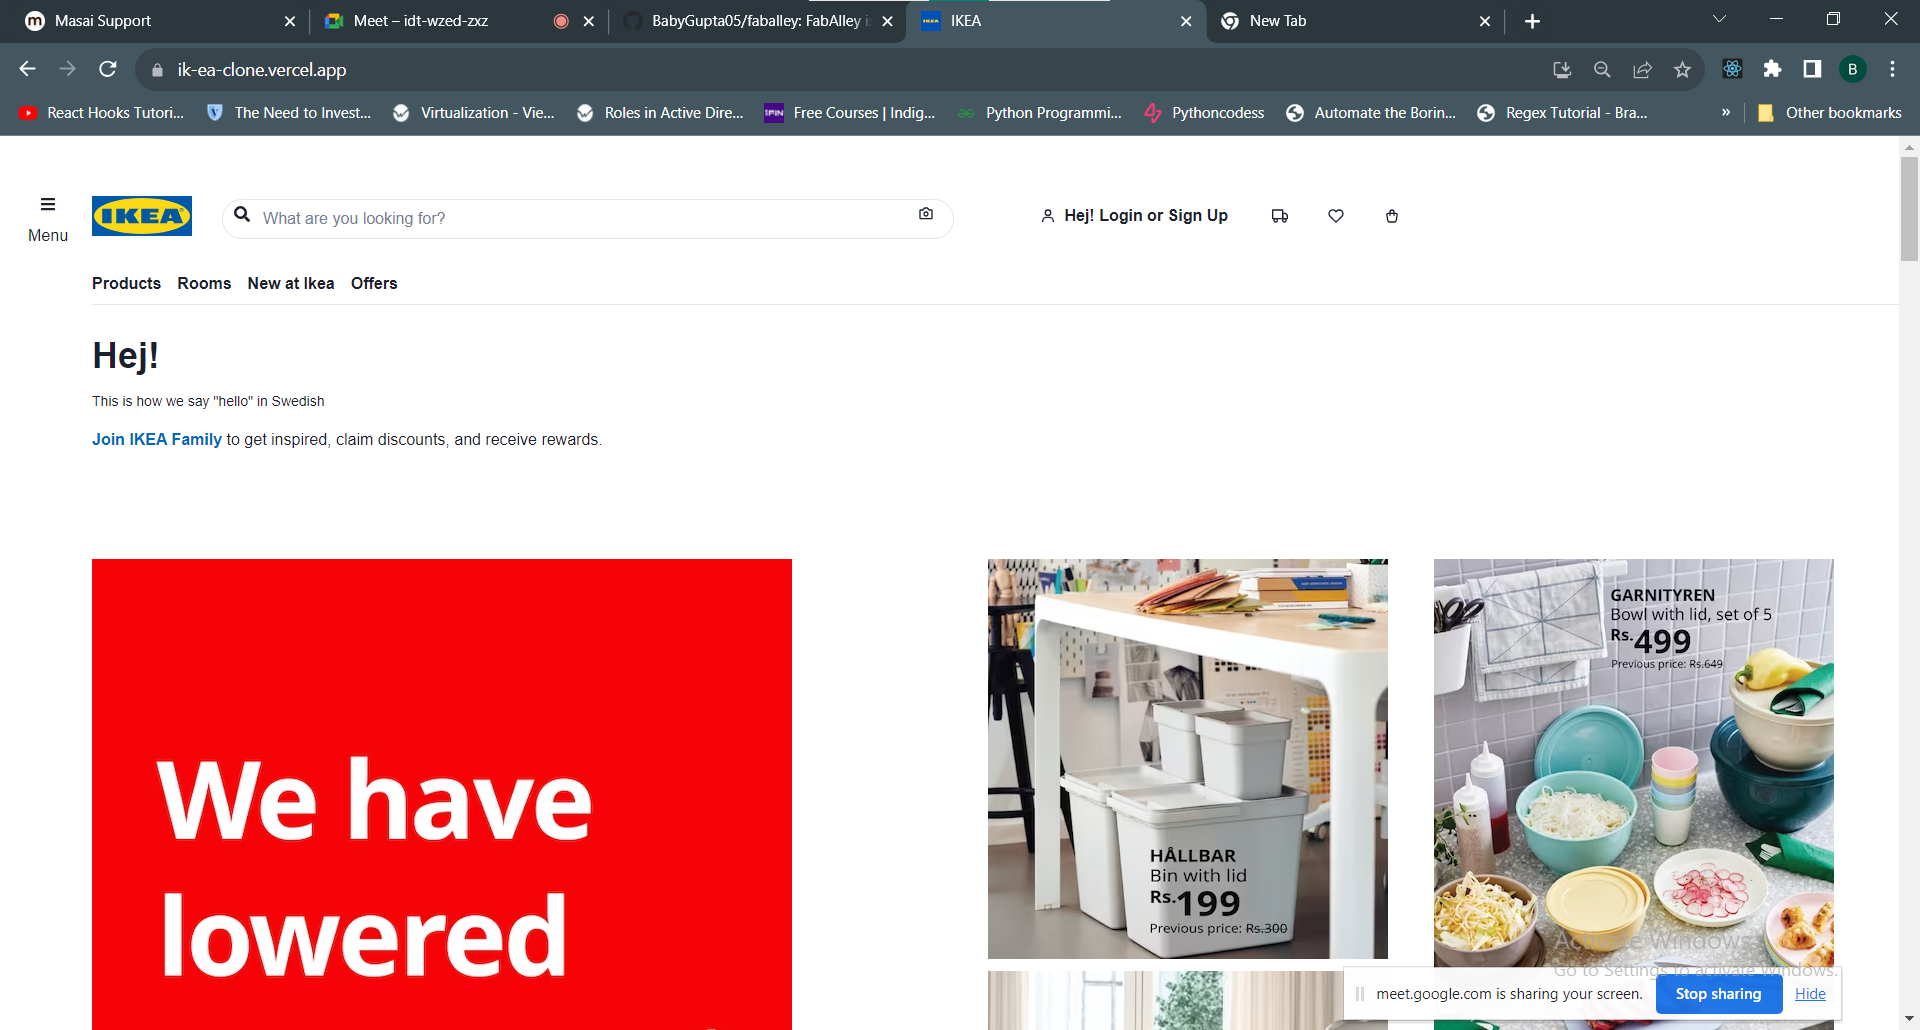 Masai Support
Meet – idt-wzed-zxz
BabyGupta05/faballey: FabAlley i
IKEA
New Tab
ik-ea-clone.vercel.app
B
React Hooks Tutori...
The Need to Invest...
Virtualization - Vie...
Roles in Active Dire...
1FIN
Free Courses | Indig...
Python Programmi...
Pythoncodess
Automate the Borin...
Regex Tutorial - Bra...
»
Other bookmarks
Menu
IKEA
What are you looking for?
Hej! Login or Sign Up
Products
Rooms
New at Ikea
Offers
Hej!
This is how we say "hello" in Swedish
Join IKEA Family to get inspired, claim discounts, and receive rewards.
We have
lowered
HÅLLBAR
Bin with lid
Rs.199
Previous price: Rs.300
GARNITYREN
Bowl with lid, set of 5
Rs.499
Previous price: Rs.649
Activate Windows
Go to Settings to activate Windows.
meet.google.com is sharing your screen.
Stop sharing
Hide